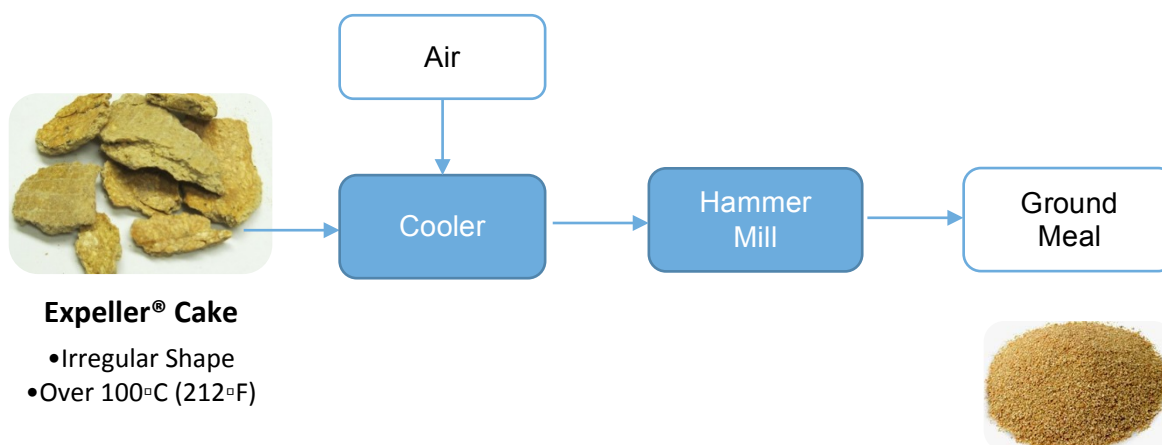 Air
Cooler
Hammer
Mill
Ground
Meal
Expeller® Cake
•Irregular Shape
•Over 100▫C (212▫F)